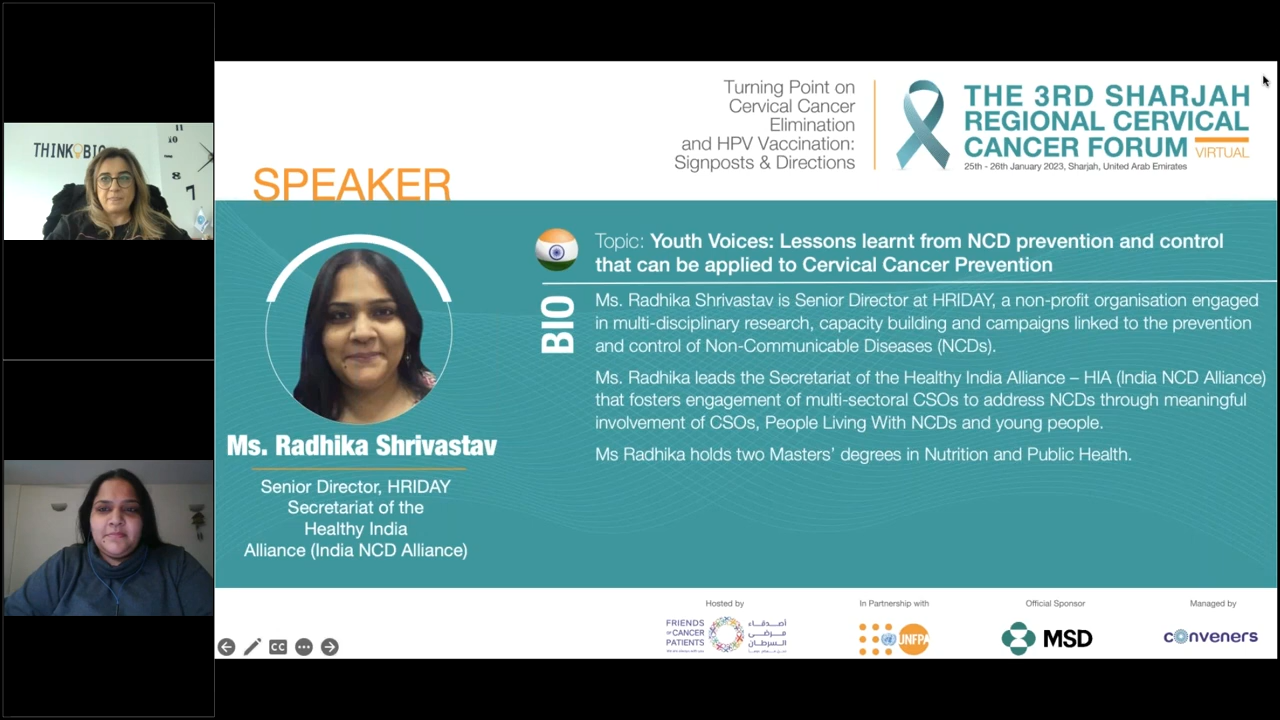 THINK BIG
11
10
9
8
7
Turning Point on
Cervical Cancer
Elimination
and HPV Vaccination:
Signposts & Directions
THE 3RD SHARJAH
REGIONAL CERVICAL
CANCER FORUM
VIRTUAL
25th - 26th January 2023, Sharjah, United Arab Emirates
SPEAKER
Topic: Youth Voices: Lessons learnt from NCD prevention and control
that can be applied to Cervical Cancer Prevention
BIO
Ms. Radhika Shrivastav is Senior Director at HRIDAY, a non-profit organisation engaged
in multi-disciplinary research, capacity building and campaigns linked to the prevention
and control of Non-Communicable Diseases (NCDs).
Ms. Radhika leads the Secretariat of the Healthy India Alliance – HIA (India NCD Alliance)
that fosters engagement of multi-sectoral CSOs to address NCDs through meaningful
involvement of CSOs, People Living With NCDs and young people.
Ms Radhika holds two Masters' degrees in Nutrition and Public Health.
Ms. Radhika Shrivastav
Senior Director, HRIDAY
Secretariat of the
Healthy India
Alliance (India NCD Alliance)
Hosted by
FRIENDS
OF CANCER
PATIENTS
أصدقاء
مرضى
السرطان
In Partnership with
UNFPA
Official Sponsor
MSD
Managed by
conveners
CC